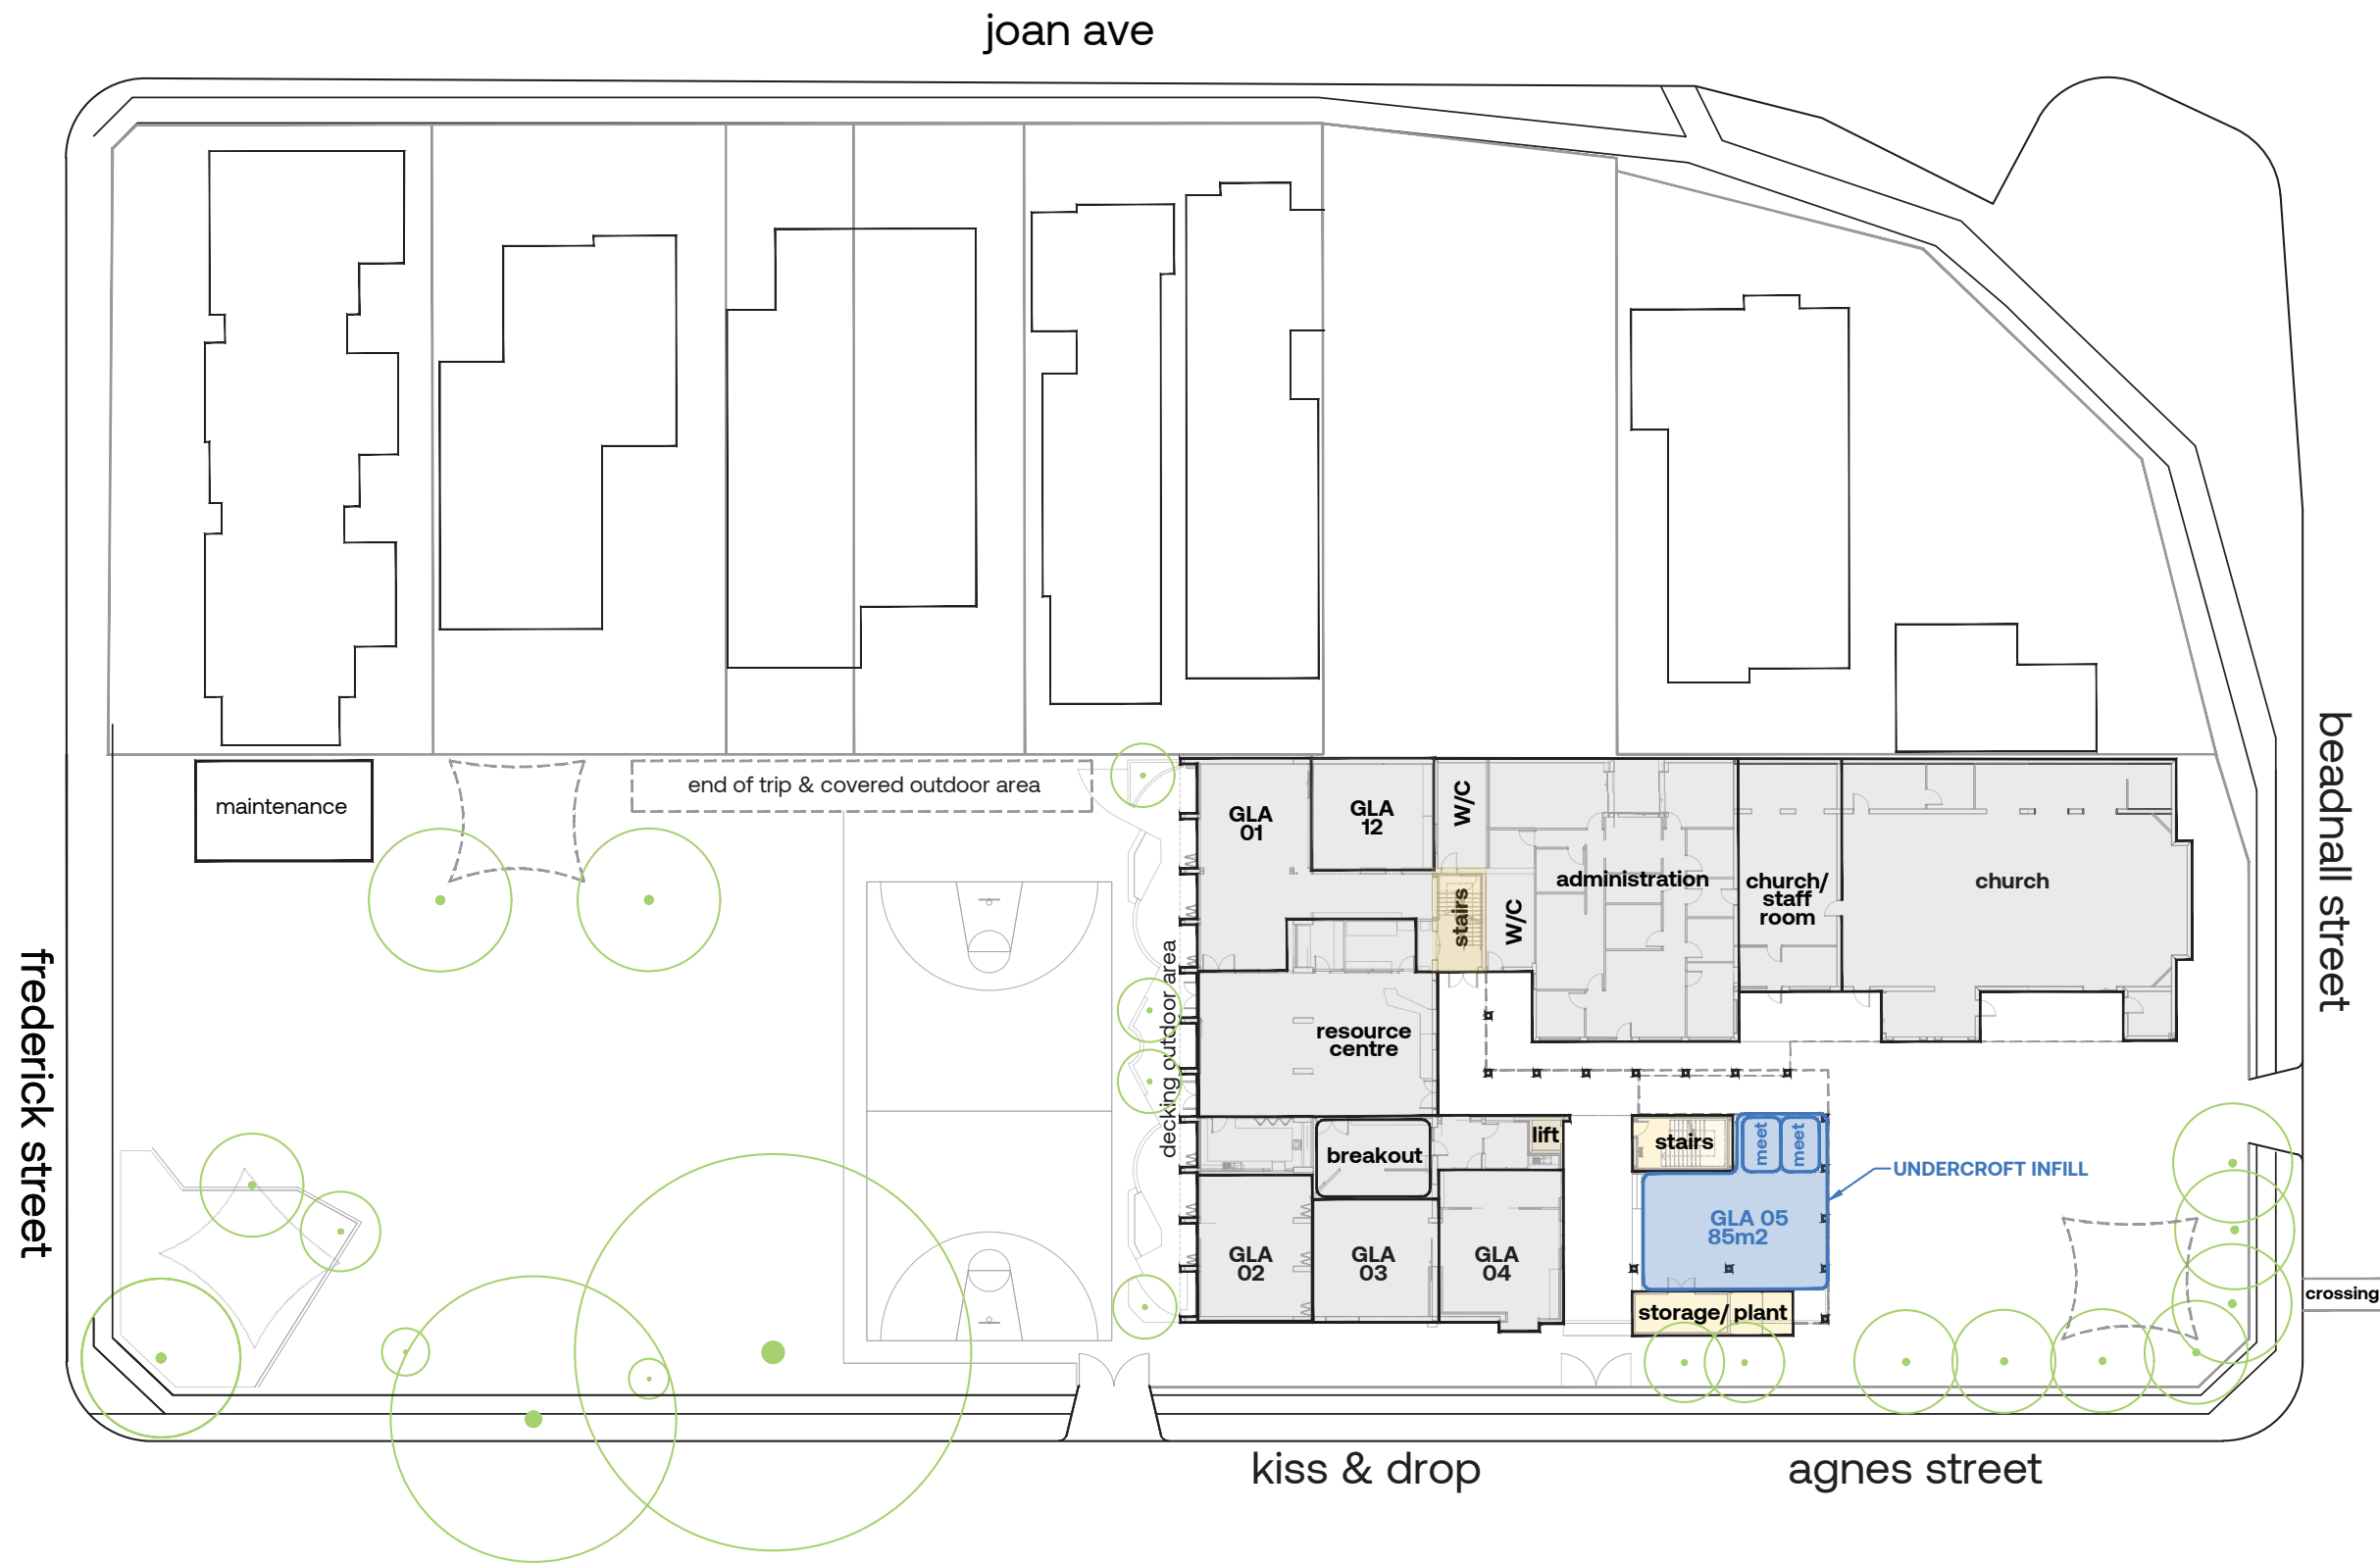 joan ave
end of trip & covered outdoor area
maintenance
GLA
01
GLA
12
W/C
stairs
W/C
administration
church/
staff
room
church
beadnall street
frederick street
decking outdoor area
resource
centre
breakout
lift
stairs
meet
meet
UNDERCROFT INFILL
GLA 05
85m2
GLA
02
GLA
03
GLA
04
storage/ plant
crossing
kiss & drop
agnes street